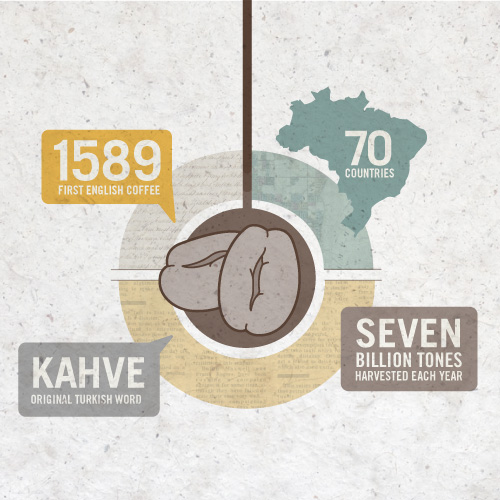 1589
FIRST ENGLISH COFFEE
70
COUNTRIES
SEVEN
BILLION TONES
HARVESTED EACH YEAR
KAHVE
ORIGINAL TURKISH WORD